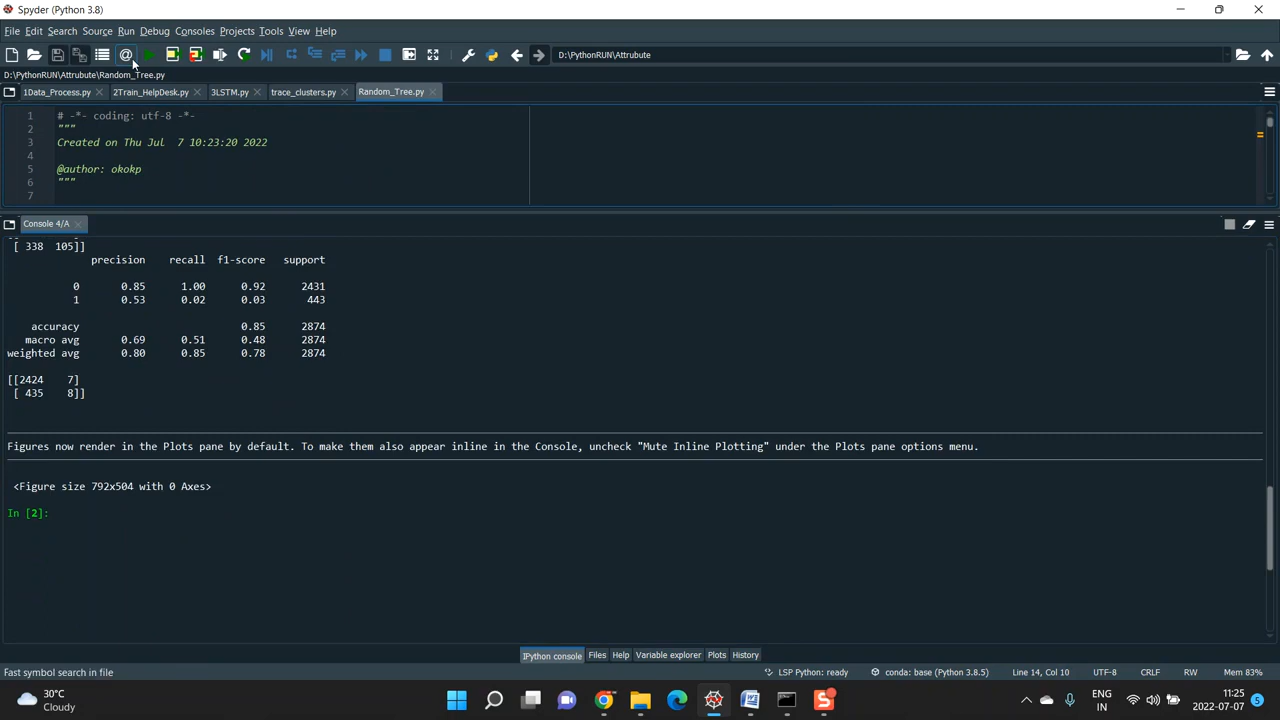 Spyder (Python 3.8)
File Edit Search Source Run Debug Consoles Projects Tools View Help
@ D:\PythonRUN\Attrubute
D:\PythonRUN\Attrubute\Random_Tree.py
1Data_Process.py 2Train_HelpDesk.py 3LSTM.py trace_clusters.py Random_Tree.py
1 # -*- coding: utf-8 -*-
2 """
3 Created on Thu Jul  7 10:23:20 2022
4
5 @author: okokp
6 """
7
Console 4/A
[ 338 105]]
precision recall f1-score support
0 0.85 1.00 0.92 2431
1 0.53 0.02 0.03 443
accuracy 0.85 2874
macro avg 0.69 0.51 0.48 2874
weighted avg 0.80 0.85 0.78 2874
[[2424 7]
[ 435 8]]
Figures now render in the Plots pane by default. To make them also appear inline in the Console, uncheck "Mute Inline Plotting" under the Plots pane options menu.
<Figure size 792x504 with 0 Axes>
In [2]:
IPython console Files Help Variable explorer Plots History
Fast symbol search in file LSP Python: ready conda: base (Python 3.8.5) Line 14, Col 10 UTF-8 CRLF RW Mem 83%
30°C
Cloudy
ENG
IN
11:25
2022-07-07
5